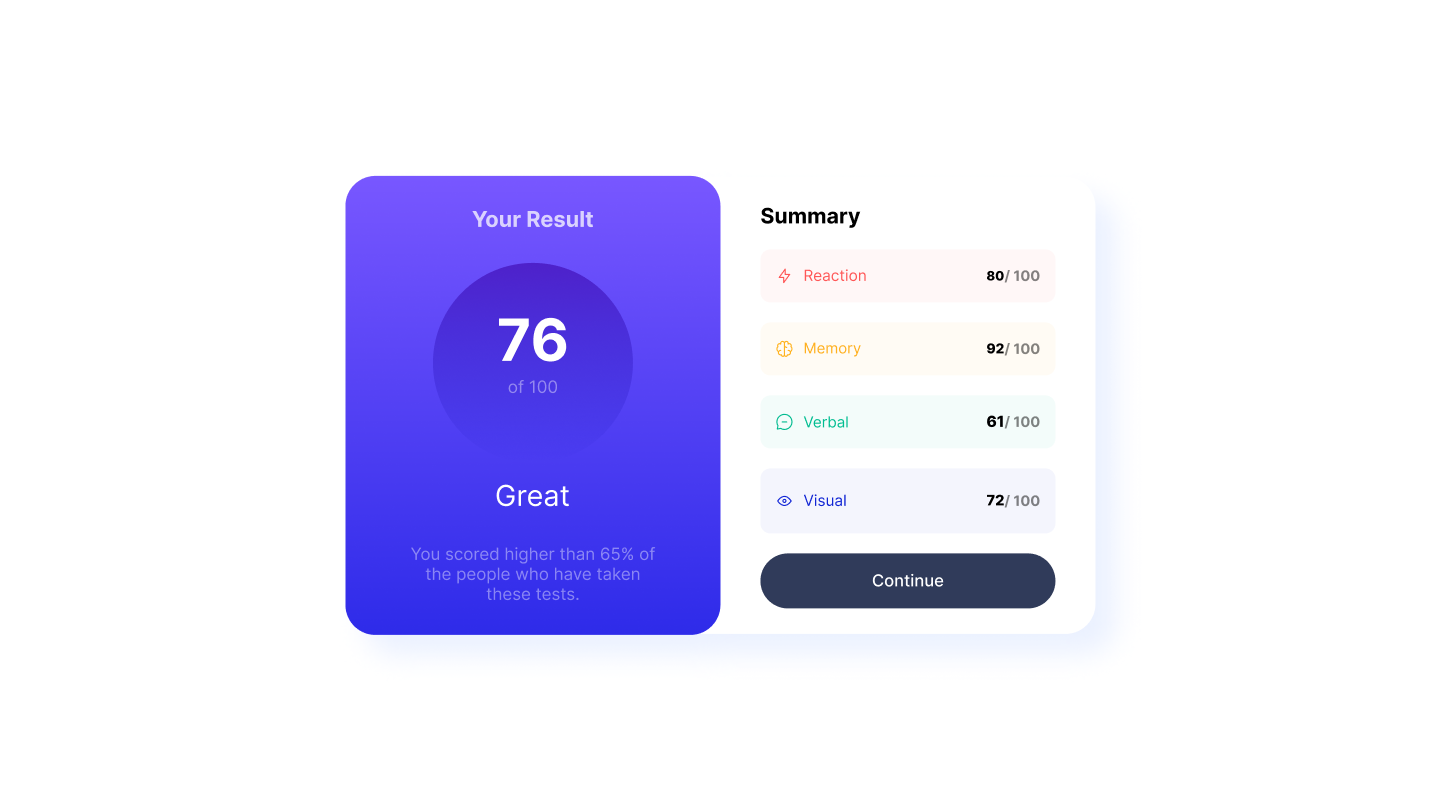 Your Result
76
of 100
Great
You scored higher than 65% of
the people who have taken
these tests.
Summary
Reaction 80/ 100
Memory 92/ 100
Verbal 61/ 100
Visual 72/ 100
Continue